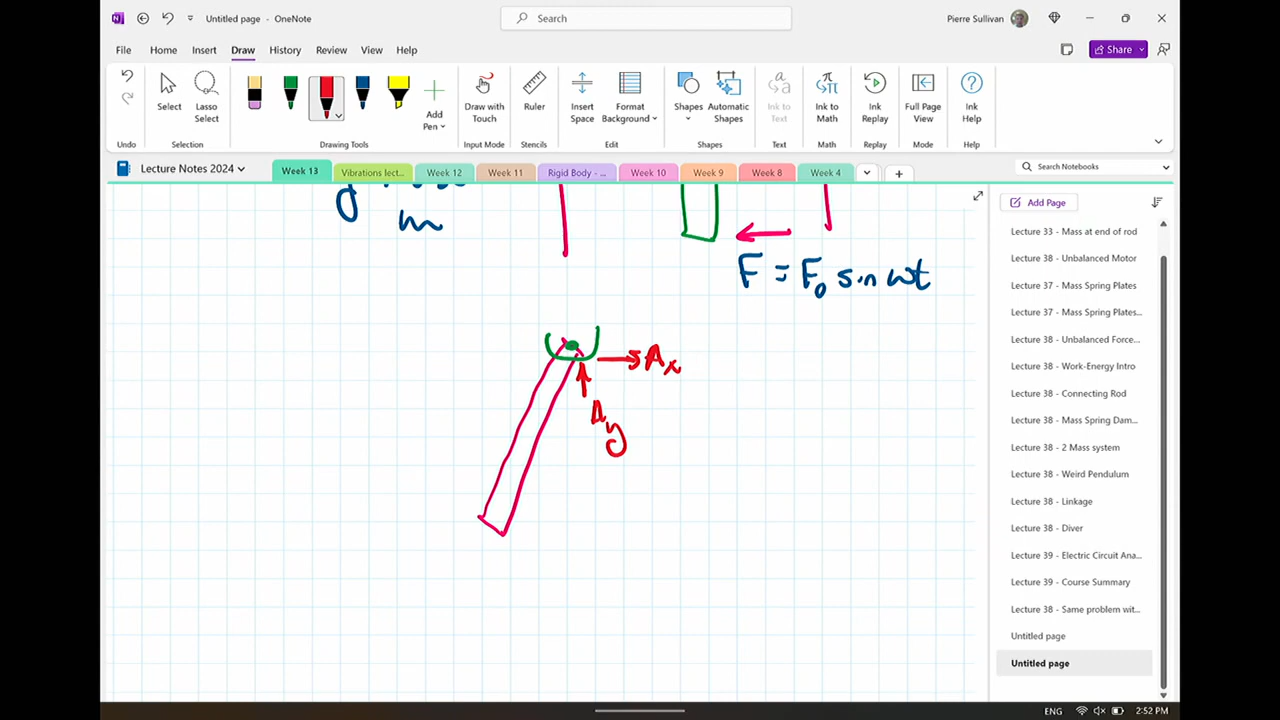 Untitled page - OneNote
Search
Pierre Sullivan
File Home Insert Draw History Review View Help
Share
Undo
Select
Lasso Select
Selection
Add Pen
Drawing Tools
Draw with Touch
Input Mode
Ruler
Stencils
Insert Space
Format Background
Edit
Shapes
Automatic Shapes
Shapes
Ink to Text
Text
Ink to Math
Math
Ink Replay
Replay
Full Page View
Mode
Ink Help
Help
Lecture Notes 2024
Week 13 Vibrations lect... Week 12 Week 11 Rigid Body - ... Week 10 Week 9 Week 8 Week 4
Search Notebooks
Add Page
Lecture 33 - Mass at end of rod
Lecture 38 - Unbalanced Motor
Lecture 37 - Mass Spring Plates
Lecture 37 - Mass Spring Plates...
Lecture 38 - Unbalanced Force...
Lecture 38 - Work-Energy Intro
Lecture 38 - Connecting Rod
Lecture 38 - Mass Spring Dam...
Lecture 38 - 2 Mass system
Lecture 38 - Weird Pendulum
Lecture 38 - Linkage
Lecture 38 - Diver
Lecture 39 - Electric Circuit Ana...
Lecture 39 - Course Summary
Lecture 38 - Same problem wit...
Untitled page
Untitled page
m
F = F₀ sin ωt
Aₓ
A_y
ENG 2:52 PM